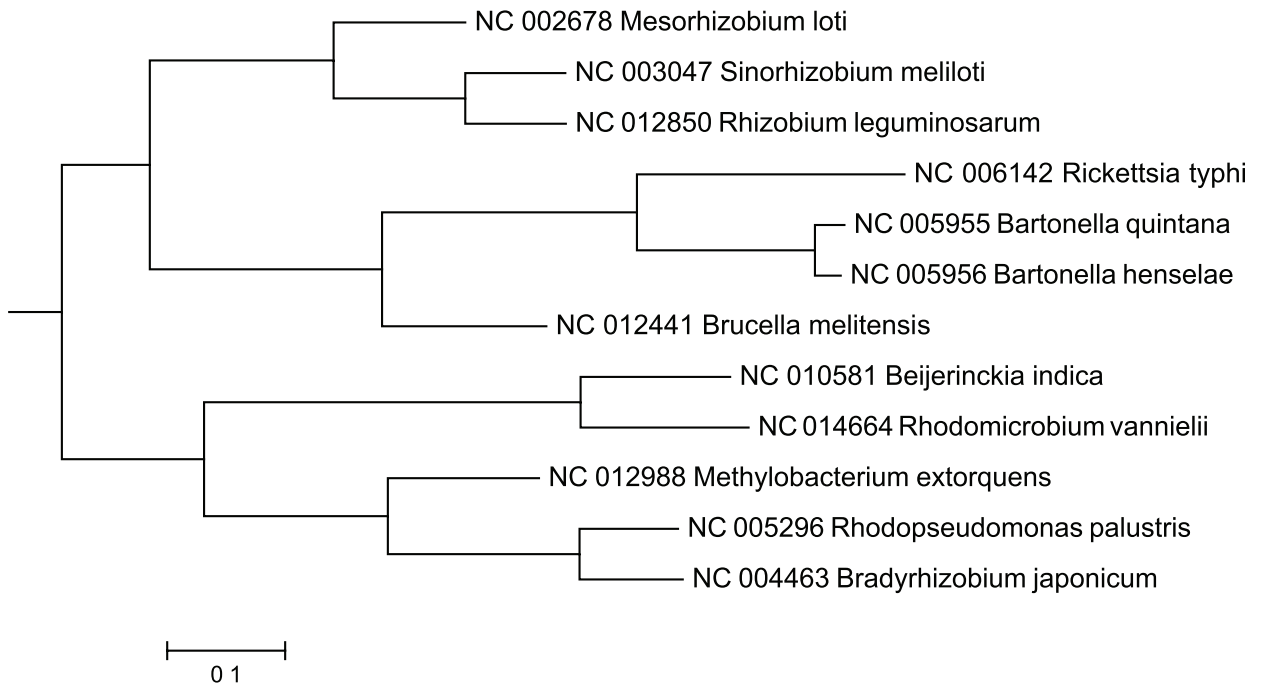 NC 002678 Mesorhizobium loti
NC 003047 Sinorhizobium meliloti
NC 012850 Rhizobium leguminosarum
NC 006142 Rickettsia typhi
NC 005955 Bartonella quintana
NC 005956 Bartonella henselae
NC 012441 Brucella melitensis
NC 010581 Beijerinckia indica
NC 014664 Rhodomicrobium vannielii
NC 012988 Methylobacterium extorquens
NC 005296 Rhodopseudomonas palustris
NC 004463 Bradyrhizobium japonicum
0 1